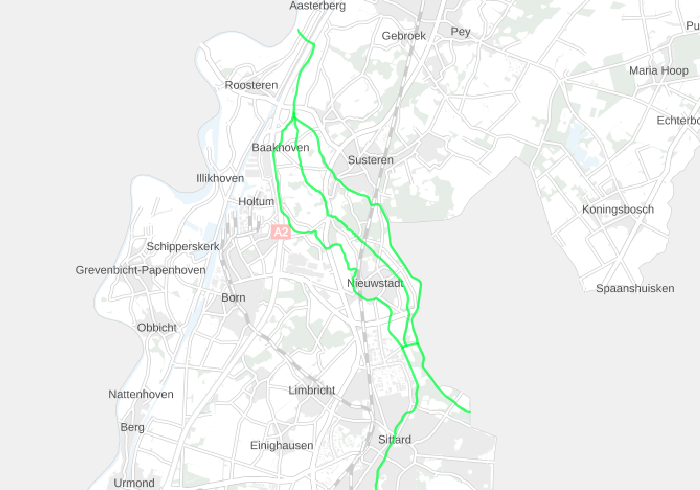 Aasterberg
Gebroek
Pey
Pu
Maria Hoop
Roosteren
Echterbo
Baakhoven
Susteren
Illikhoven
Holtum
Koningsbosch
A2
Schipperskerk
Grevenbicht-Papenhoven
Nieuwstadt
Spaanshuisken
Born
Obbicht
Limbricht
Nattenhoven
Berg
Sittard
Einighausen
Urmond